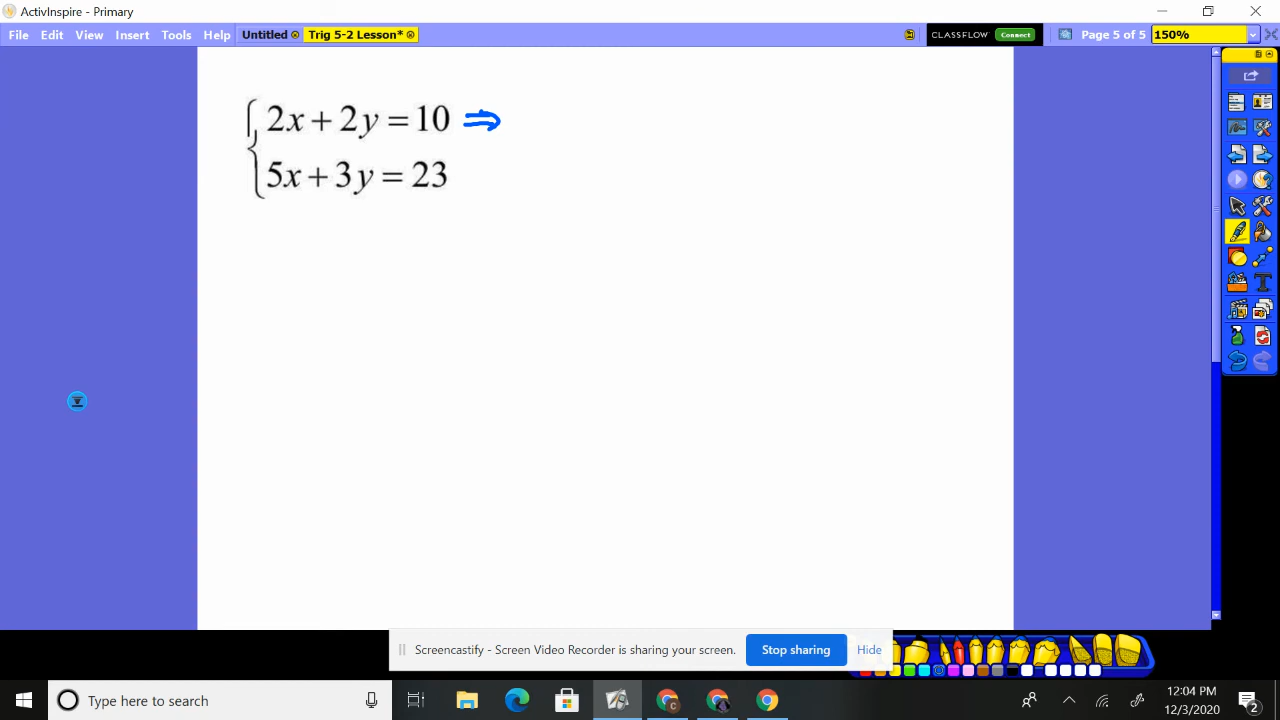 ActivInspire - Primary
File Edit View Insert Tools Help Untitled Trig 5-2 Lesson* CLASSFLOW Connect Page 5 of 5 150%
2x + 2y = 10 ⇒
5x + 3y = 23
Screencastify - Screen Video Recorder is sharing your screen. Stop sharing Hide
Type here to search
12:04 PM
12/3/2020
2